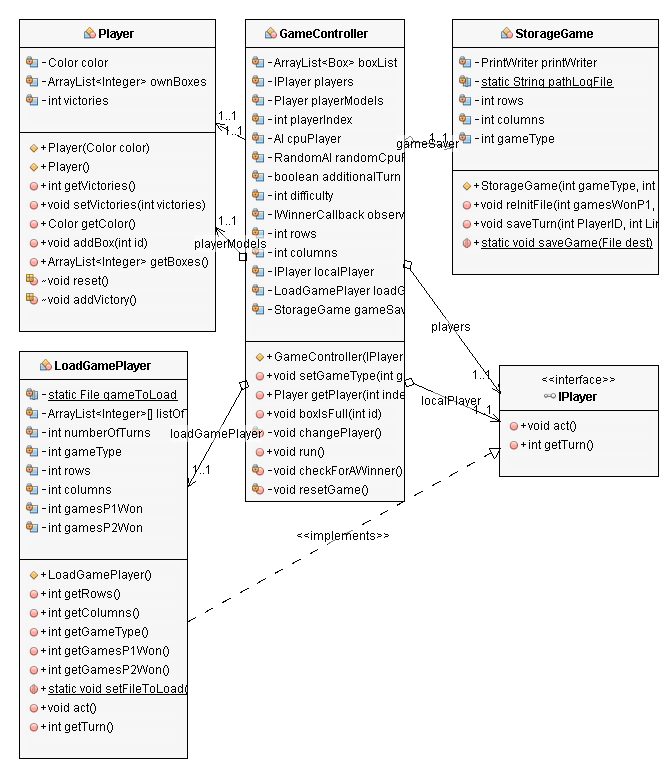 Player
-Color color
-ArrayList<Integer> ownBoxes
-int victories
+Player(Color color)
+Player()
+int getVictories()
+void setVictories(int victories)
+Color getColor()
+void addBox(int id)
+ArrayList<Integer> getBoxes()
~void reset()
~void addVictory()
GameController
-ArrayList<Box> boxList
-IPlayer players
-Player playerModels
-int playerIndex
-AI cpuPlayer
-RandomAI randomCpuP
-boolean additionalTurn
-int difficulty
-IWinnerCallback observ
-int rows
-int columns
-IPlayer localPlayer
-LoadGamePlayer loadG
-StorageGame gameSav
+GameController(IPlayer
+void setGameType(int g
+Player getPlayer(int inde
+void boxIsFull(int id)
-void changePlayer()
+void run()
-void checkForAWinner()
-void resetGame()
StorageGame
-PrintWriter printWriter
-static String pathLogFile
-int rows
-int columns
-int gameType
+StorageGame(int gameType, int
+void reInitFile(int gamesWonP1,
+void saveTurn(int PlayerID, int Li
+static void saveGame(File dest)
1..1
1..1
gameSaver
1..1
1..1
playerModels
players
1..1
localPlayer
1..1
loadGamePlayer
1..1
<<implements>>
LoadGamePlayer
-static File gameToLoad
-ArrayList<Integer>[] listOf
-int numberOfTurns
-int gameType
-int rows
-int columns
-int gamesP1Won
-int gamesP2Won
+LoadGamePlayer()
+int getRows()
+int getColumns()
+int getGameType()
+int getGamesP1Won()
+int getGamesP2Won()
+static void setFileToLoad(
+void act()
+int getTurn()
<<interface>>
IPlayer
+void act()
+int getTurn()